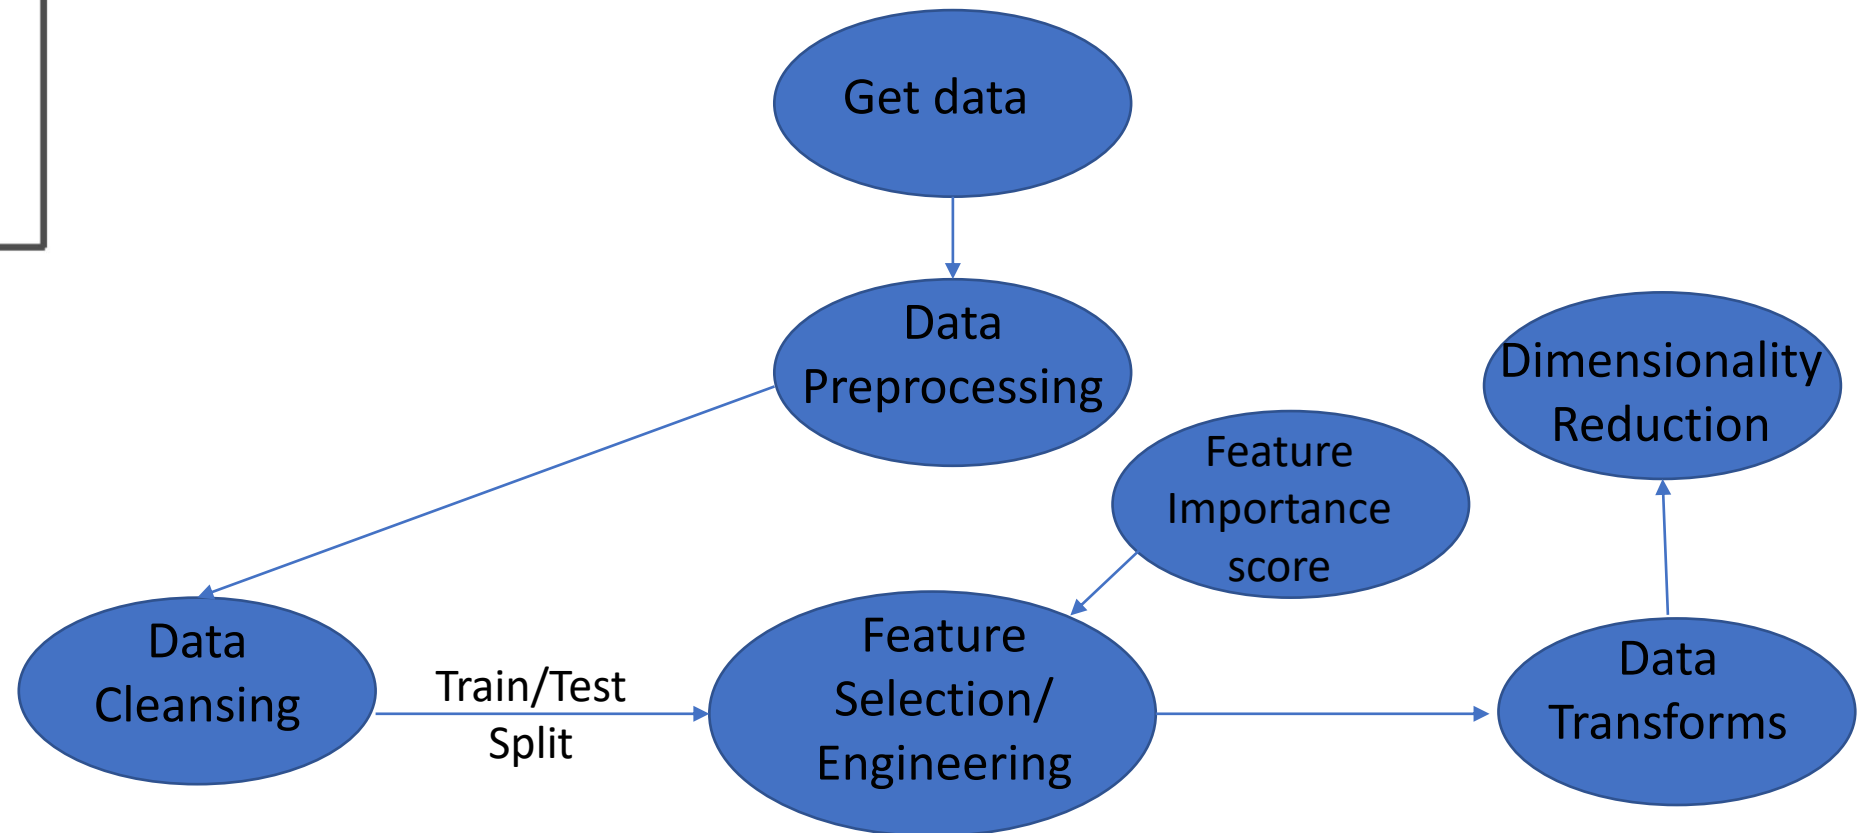 Get data
Data
Preprocessing
Dimensionality
Reduction
Feature
Importance
score
Data
Cleansing
Train/Test
Split
Feature
Selection/
Engineering
Data
Transforms